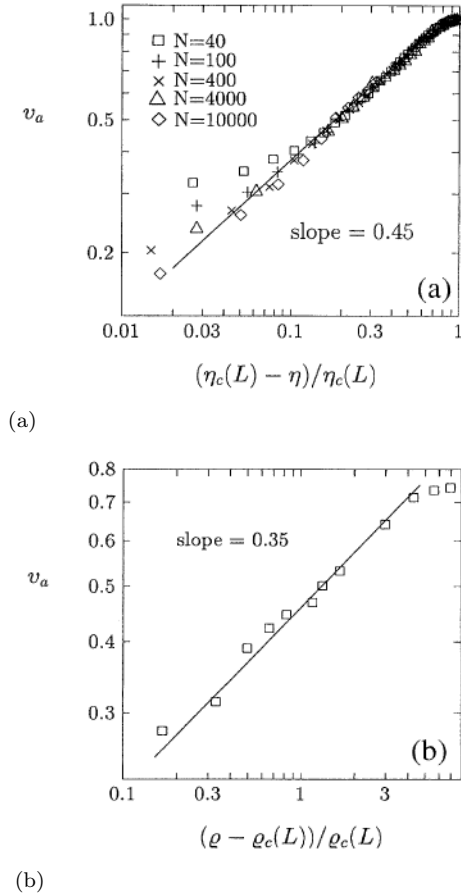 1.0
0.5
0.2
v_a
□ N=40
+ N=100
× N=400
△ N=4000
◇ N=10000
slope = 0.45
(a)
0.01 0.03 0.1 0.3 1
(η_c(L) − η)/η_c(L)
(a)
0.8
0.7
0.6
0.5
0.4
0.3
v_a
slope = 0.35
(b)
0.1 0.3 1 3
(ϱ − ϱ_c(L))/ϱ_c(L)
(b)